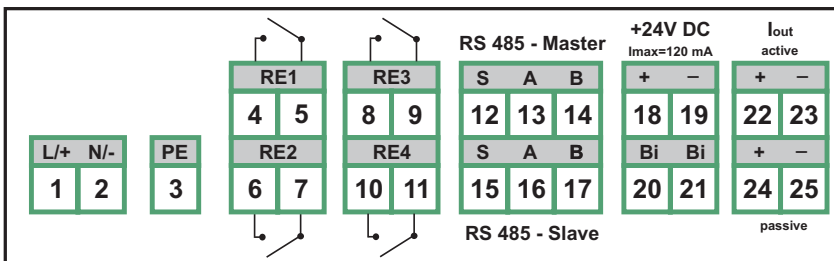 +24V DC Iout
RS 485 - Master Imax=120 mA active
RE1 RE3 S A B + − + −
4 5 8 9 12 13 14 18 19 22 23
L/+ N/- PE RE2 RE4 S A B Bi Bi + −
1 2 3 6 7 10 11 15 16 17 20 21 24 25
RS 485 - Slave passive